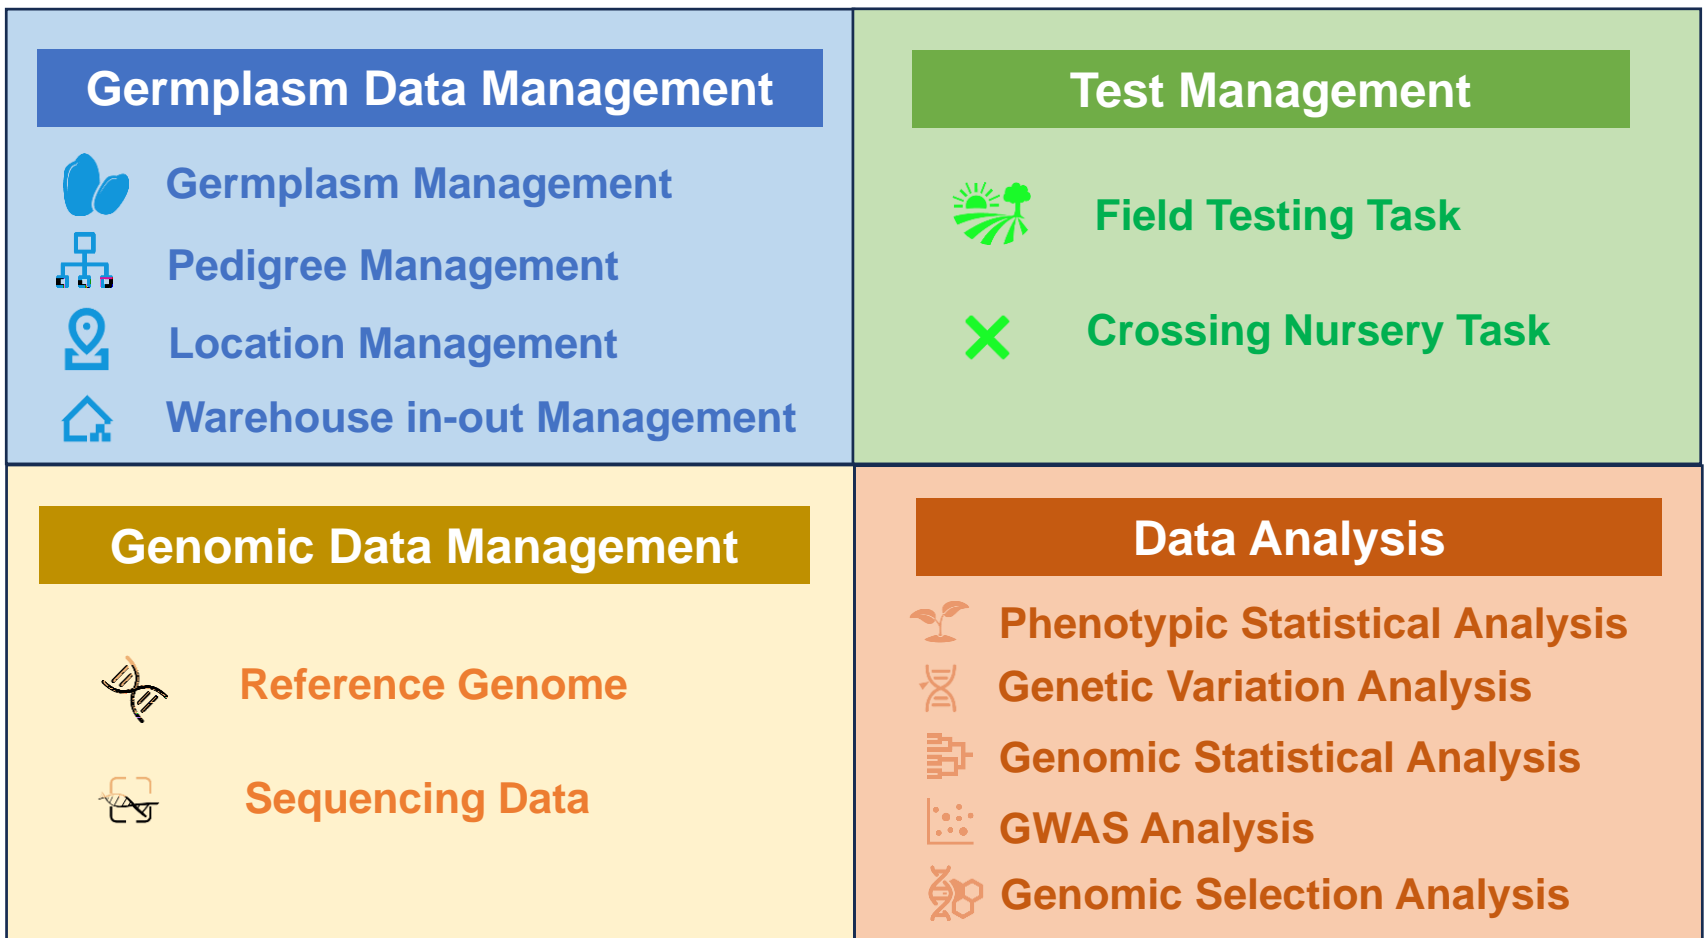 Germplasm Data Management
Germplasm Management
Pedigree Management
Location Management
Warehouse in-out Management
Test Management
Field Testing Task
Crossing Nursery Task
Genomic Data Management
Reference Genome
Sequencing Data
Data Analysis
Phenotypic Statistical Analysis
Genetic Variation Analysis
Genomic Statistical Analysis
GWAS Analysis
Genomic Selection Analysis